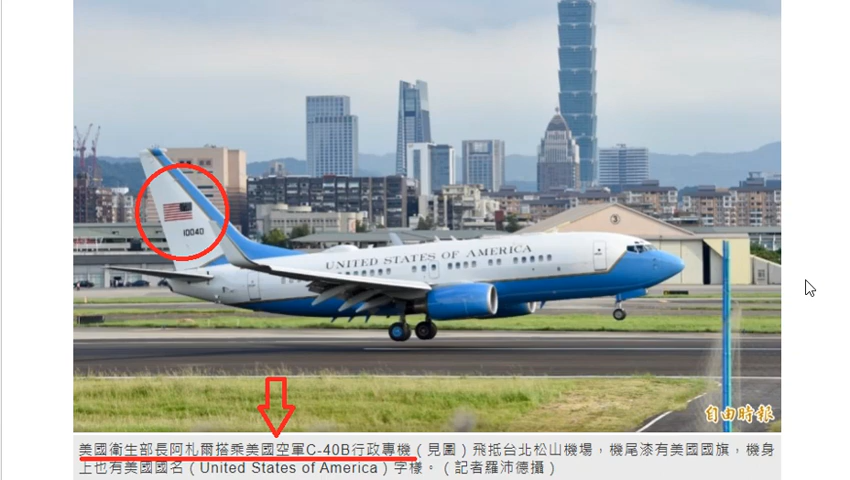 10040
UNITED STATES OF AMERICA
自由時報
美國衛生部長阿札爾搭乘美國空軍C-40B行政專機（見圖）飛抵台北松山機場，機尾漆有美國國旗，機身
上也有美國國名（United States of America）字樣。（記者羅沛德攝）